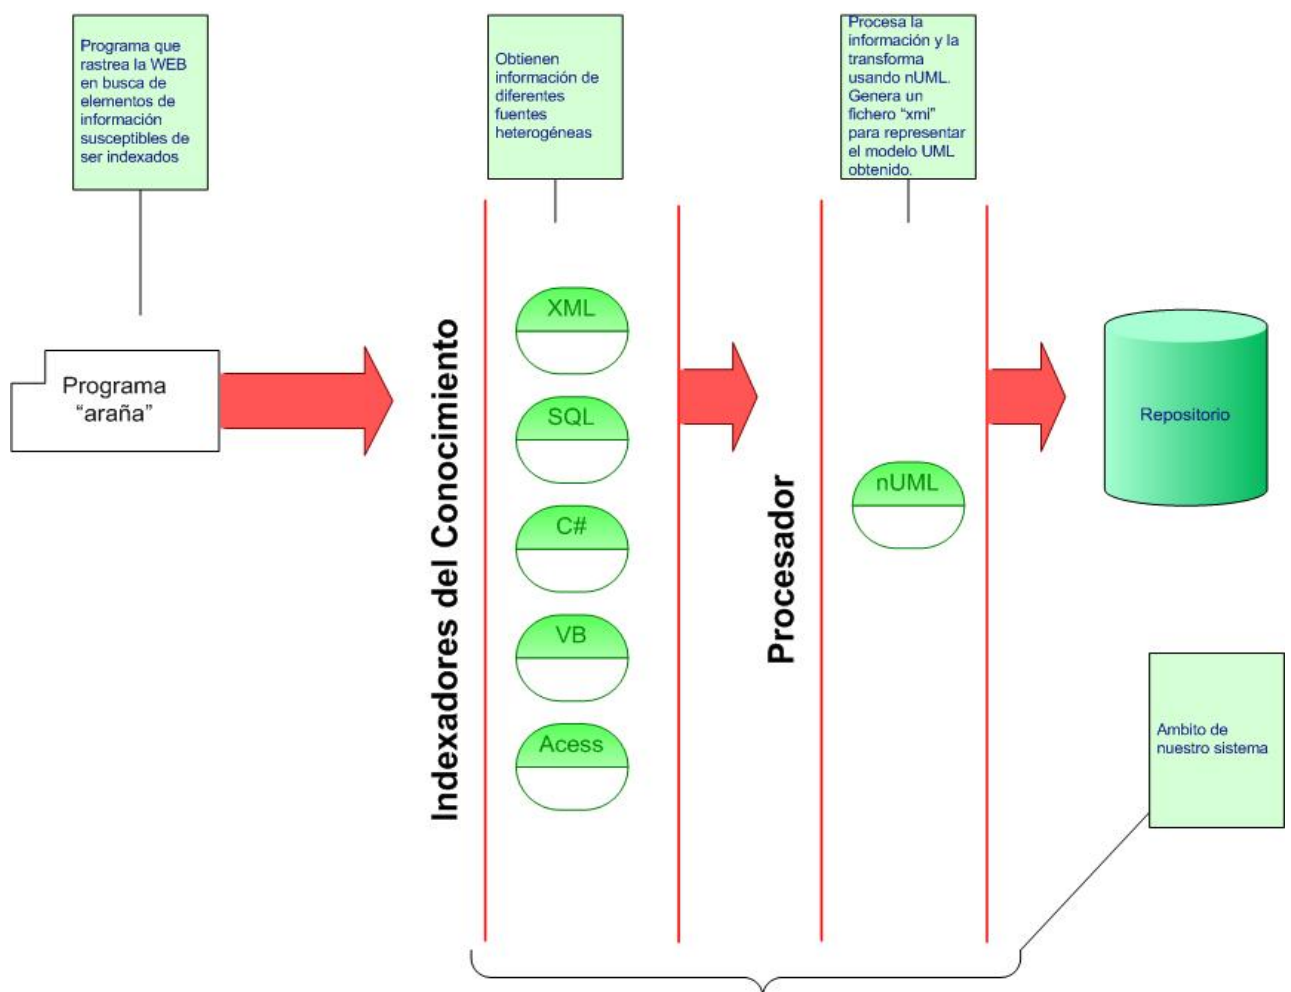 Programa que
rastrea la WEB
en busca de
elementos de
información
susceptibles de
ser indexados
Obtienen
información de
diferentes
fuentes
heterogéneas
Procesa la
información y la
transforma
usando nUML.
Genera un
fichero “xmi”
para representar
el modelo UML
obtenido.
Programa
“araña”
Indexadores del Conocimiento
XML
SQL
C#
VB
Acess
Procesador
nUML
Repositorio
Ambito de
nuestro sistema